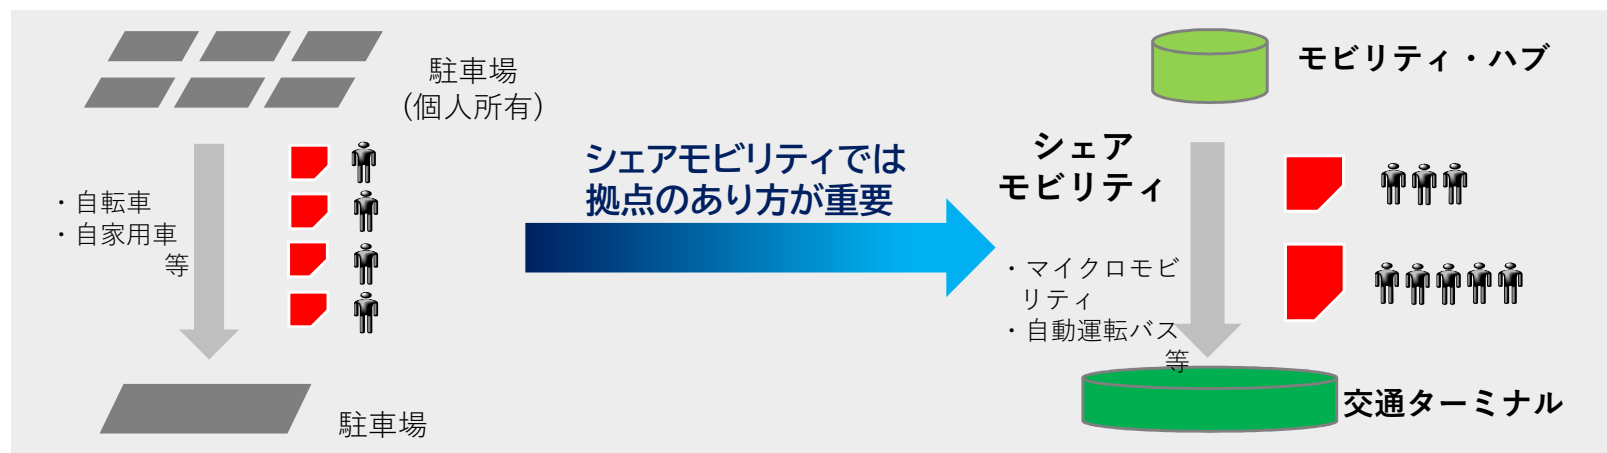 駐車場
(個人所有)
・自転車
・自家用車
等
駐車場
シェアモビリティでは
拠点のあり方が重要
モビリティ・ハブ
シェア
モビリティ
・マイクロモビ
リティ
・自動運転バス
等
交通ターミナル